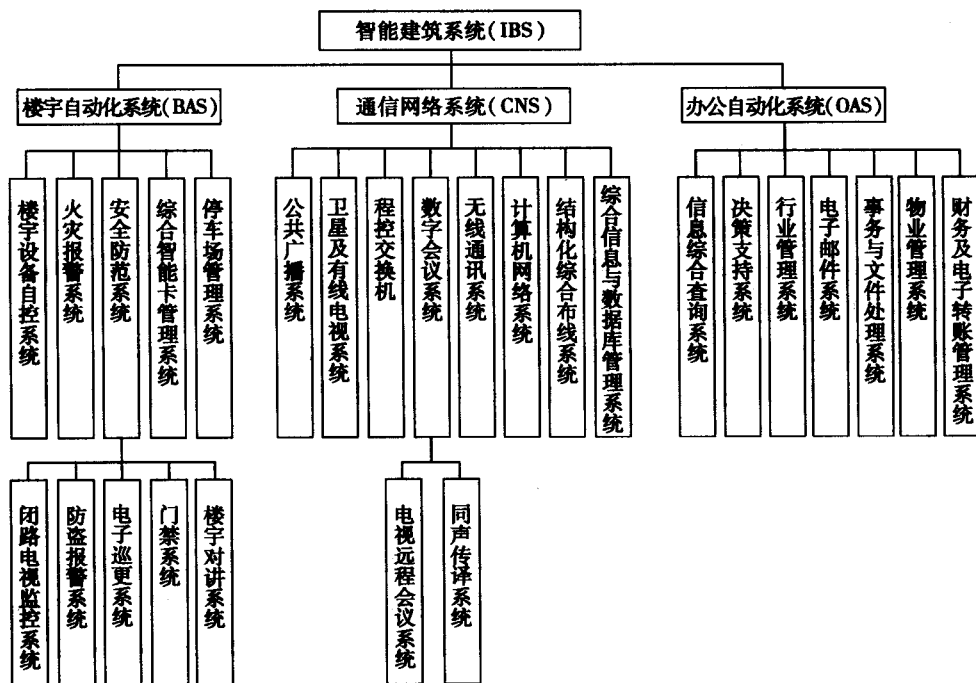 智能建筑系统(IBS)
楼宇自动化系统(BAS)
通信网络系统(CNS)
办公自动化系统(OAS)
楼宇设备自控系统
火灾报警系统
安全防范系统
综合智能卡管理系统
停车场管理系统
公共广播系统
卫星及有线电视系统
程控交换机
数字会议系统
无线通讯系统
计算机网络系统
结构化综合布线系统
综合信息与数据库管理系统
信息综合查询系统
决策支持系统
行业管理系统
电子邮件系统
事务与文件处理系统
物业管理系统
财务及电子转账管理系统
闭路电视监控系统
防盗报警系统
电子巡更系统
门禁系统
楼宇对讲系统
电视远程会议系统
同声传译系统